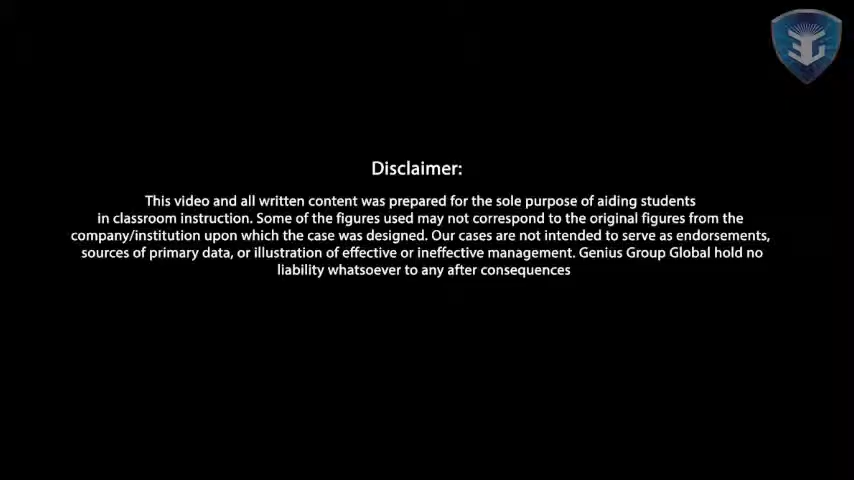 Disclaimer:
This video and all written content was prepared for the sole purpose of aiding students
in classroom instruction. Some of the figures used may not correspond to the original figures from the
company/institution upon which the case was designed. Our cases are not intended to serve as endorsements,
sources of primary data, or illustration of effective or ineffective management. Genius Group Global hold no
liability whatsoever to any after consequences